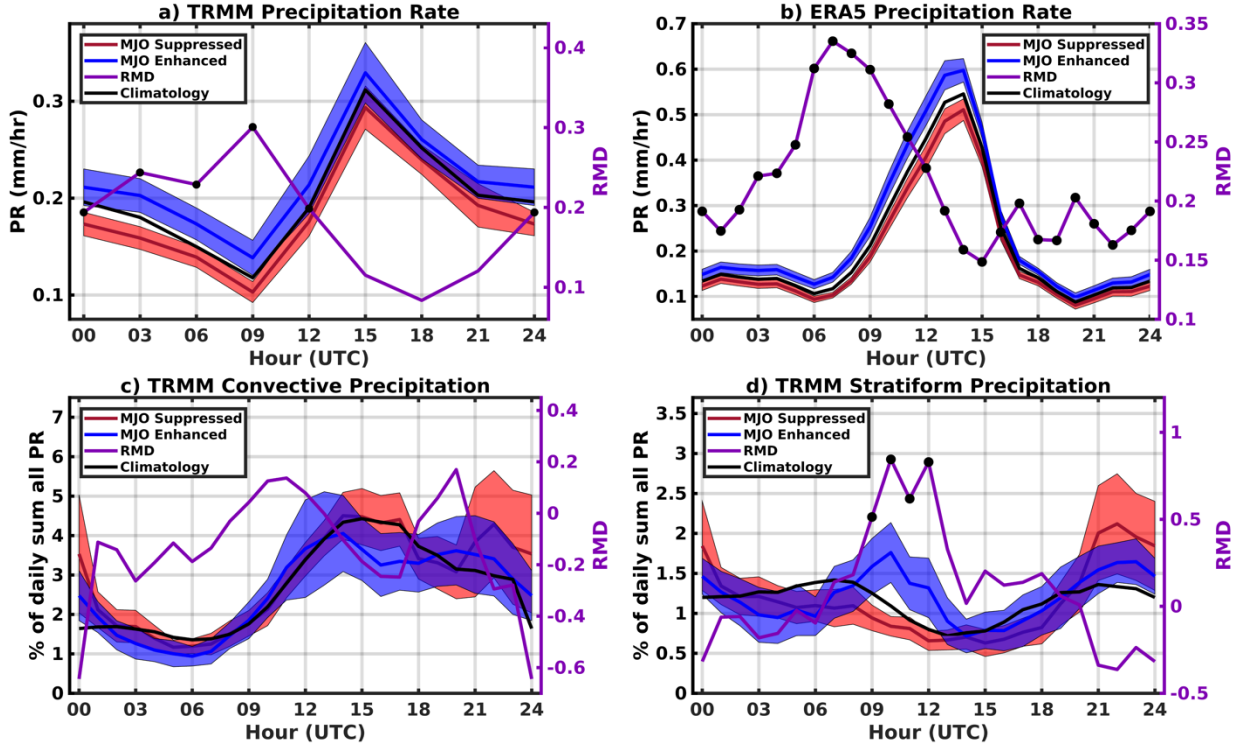 a) TRMM Precipitation Rate
MJO Suppressed
MJO Enhanced
RMD
Climatology
PR (mm/hr)
0.3
0.2
0.1
0.4
0.3
0.2
0.1
RMD
00 03 06 09 12 15 18 21 24
Hour (UTC)
b) ERA5 Precipitation Rate
MJO Suppressed
MJO Enhanced
RMD
Climatology
PR (mm/hr)
0.7
0.6
0.5
0.4
0.3
0.2
0.1
0.35
0.3
0.25
0.2
0.15
0.1
RMD
00 03 06 09 12 15 18 21 24
Hour (UTC)
c) TRMM Convective Precipitation
MJO Suppressed
MJO Enhanced
RMD
Climatology
% of daily sum all PR
7
6
5
4
3
2
1
0
0.4
0.2
0
-0.2
-0.4
-0.6
RMD
00 03 06 09 12 15 18 21 24
Hour (UTC)
d) TRMM Stratiform Precipitation
MJO Suppressed
MJO Enhanced
RMD
Climatology
% of daily sum all PR
3.5
3
2.5
2
1.5
1
0.5
0
1
0.5
0
-0.5
RMD
00 03 06 09 12 15 18 21 24
Hour (UTC)